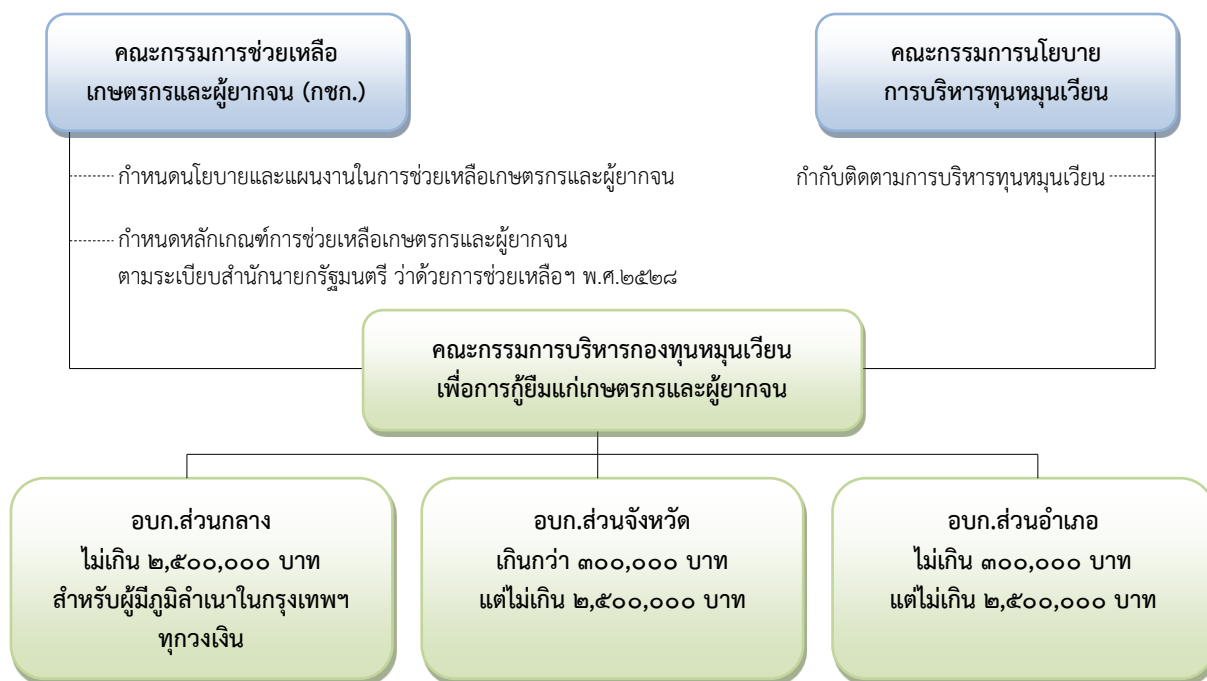 คณะกรรมการช่วยเหลือ
เกษตรกรและผู้ยากจน (กชก.)
คณะกรรมการนโยบาย
การบริหารทุนหมุนเวียน
กำหนดนโยบายและแผนงานในการช่วยเหลือเกษตรกรและผู้ยากจน
กำกับติดตามการบริหารทุนหมุนเวียน
กำหนดหลักเกณฑ์การช่วยเหลือเกษตรกรและผู้ยากจน
ตามระเบียบสำนักนายกรัฐมนตรี ว่าด้วยการช่วยเหลือฯ พ.ศ.๒๕๒๘
คณะกรรมการบริหารกองทุนหมุนเวียน
เพื่อการกู้ยืมแก่เกษตรกรและผู้ยากจน
อบก.ส่วนกลาง
ไม่เกิน ๒,๕๐๐,๐๐๐ บาท
สำหรับผู้มีภูมิลำเนาในกรุงเทพฯ
ทุกวงเงิน
อบก.ส่วนจังหวัด
เกินกว่า ๓๐๐,๐๐๐ บาท
แต่ไม่เกิน ๒,๕๐๐,๐๐๐ บาท
อบก.ส่วนอำเภอ
ไม่เกิน ๓๐๐,๐๐๐ บาท
แต่ไม่เกิน ๒,๕๐๐,๐๐๐ บาท